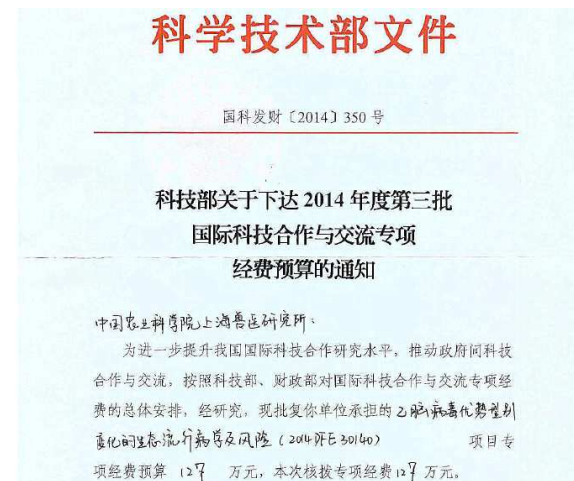 科学技术部文件
国科发财〔2014〕350号
科技部关于下达2014年度第三批
国际科技合作与交流专项
经费预算的通知
中国农业科学院上海兽医研究所：
为进一步提升我国国际科技合作研究水平，推动政府间科技
合作与交流，按照科技部、财政部对国际科技合作与交流专项经
费的总体安排，经研究，现批复你单位承担的乙脑病毒优势型别
变化的生态流行病学及风险（2014DFE30140） 项目专
项经费预算 127 万元，本次核拨专项经费127万元。